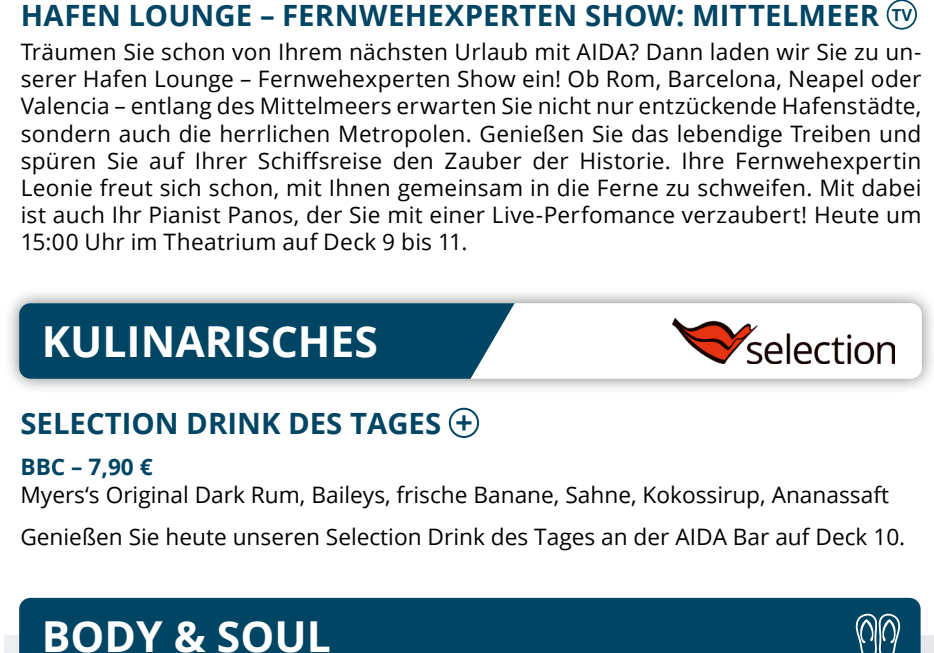 HAFEN LOUNGE – FERNWEHEXPERTEN SHOW: MITTELMEER TV
Träumen Sie schon von Ihrem nächsten Urlaub mit AIDA? Dann laden wir Sie zu un-
serer Hafen Lounge – Fernwehexperten Show ein! Ob Rom, Barcelona, Neapel oder
Valencia – entlang des Mittelmeers erwarten Sie nicht nur entzückende Hafenstädte,
sondern auch die herrlichen Metropolen. Genießen Sie das lebendige Treiben und
spüren Sie auf Ihrer Schiffsreise den Zauber der Historie. Ihre Fernwehexpertin
Leonie freut sich schon, mit Ihnen gemeinsam in die Ferne zu schweifen. Mit dabei
ist auch Ihr Pianist Panos, der Sie mit einer Live-Perfomance verzaubert! Heute um
15:00 Uhr im Theatrium auf Deck 9 bis 11.
KULINARISCHES selection
SELECTION DRINK DES TAGES +
BBC – 7,90 €
Myers‘s Original Dark Rum, Baileys, frische Banane, Sahne, Kokossirup, Ananassaft
Genießen Sie heute unseren Selection Drink des Tages an der AIDA Bar auf Deck 10.
BODY & SOUL